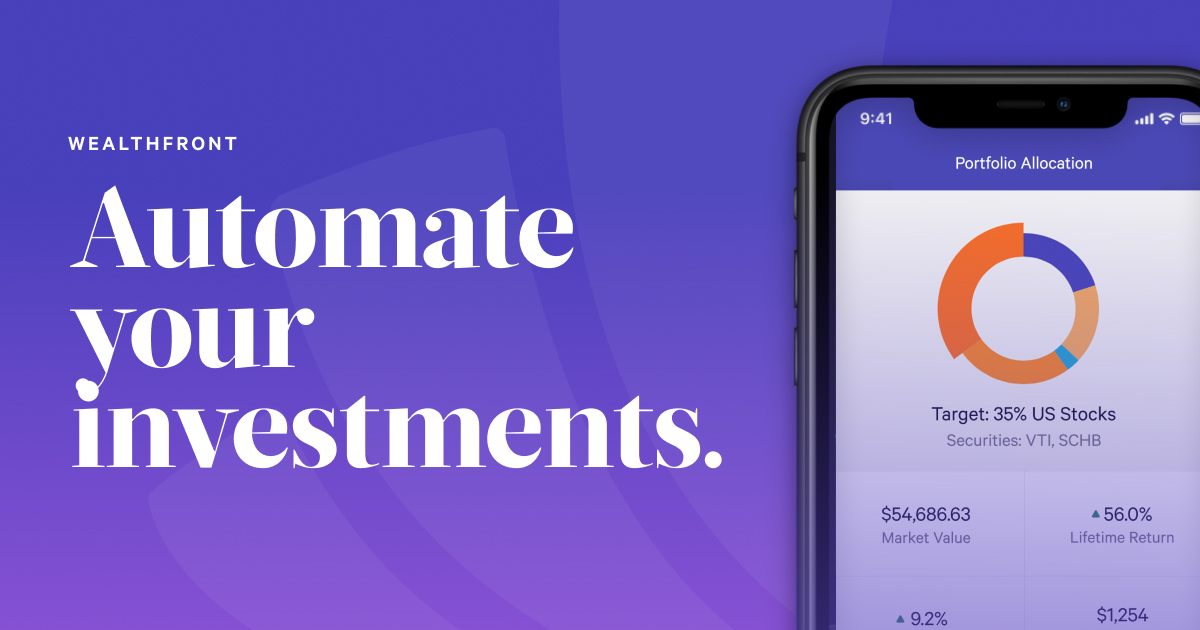 WEALTHFRONT
Automate
your
investments.
9:41
Portfolio Allocation
Target: 35% US Stocks
Securities: VTI, SCHB
$54,686.63
▲ 56.0%
Market Value
Lifetime Return
▲ 9.2%
$1,254